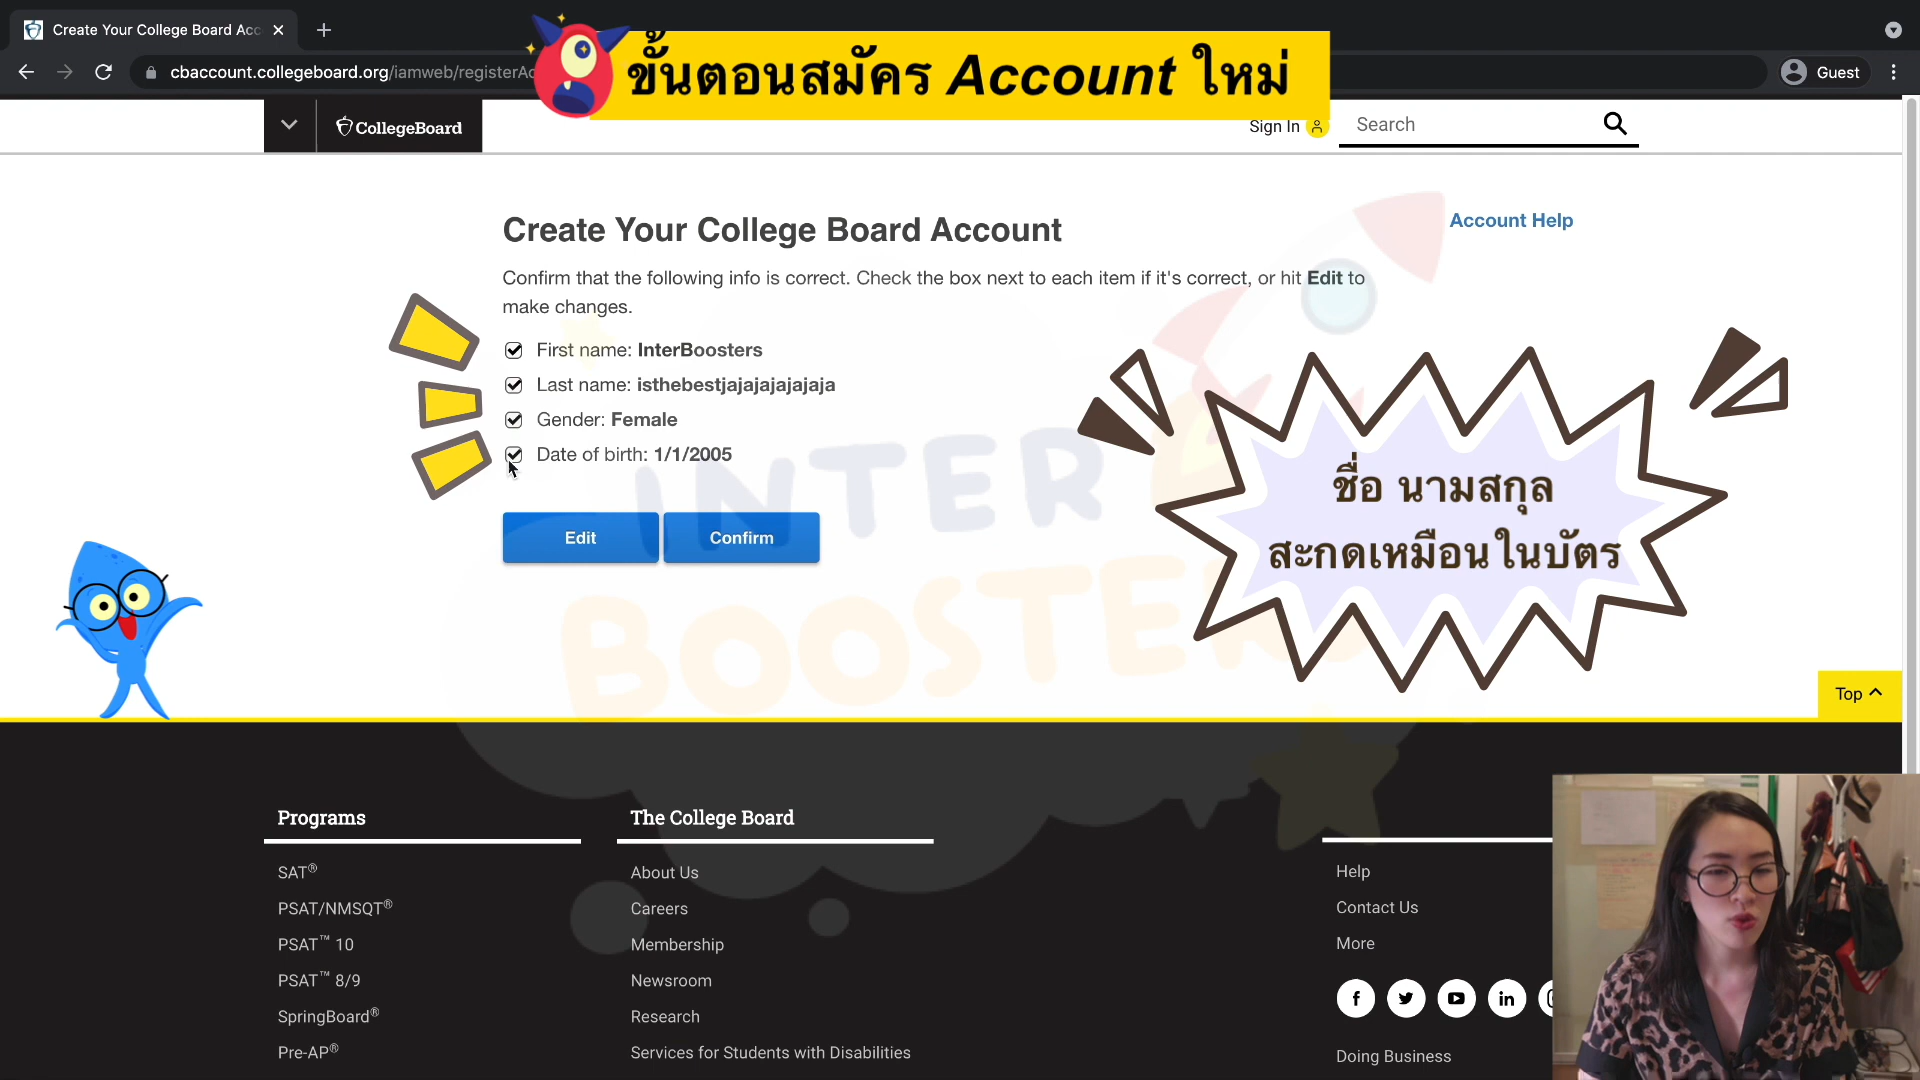 Create Your College Board Acc
cbaccount.collegeboard.org/iamweb/registerAc
Guest
ขั้นตอนสมัคร Account ใหม่
CollegeBoard
Sign In
Search
Create Your College Board Account
Account Help
Confirm that the following info is correct. Check the box next to each item if it's correct, or hit Edit to
make changes.
First name: InterBoosters
Last name: isthebestjajajajajajaja
Gender: Female
Date of birth: 1/1/2005
Edit
Confirm
ชื่อ นามสกุล
สะกดเหมือนในบัตร
INTER
BOOSTERS
Top
Programs
SAT®
PSAT/NMSQT®
PSAT™ 10
PSAT™ 8/9
SpringBoard®
Pre-AP®
The College Board
About Us
Careers
Membership
Newsroom
Research
Services for Students with Disabilities
Help
Contact Us
More
Doing Business